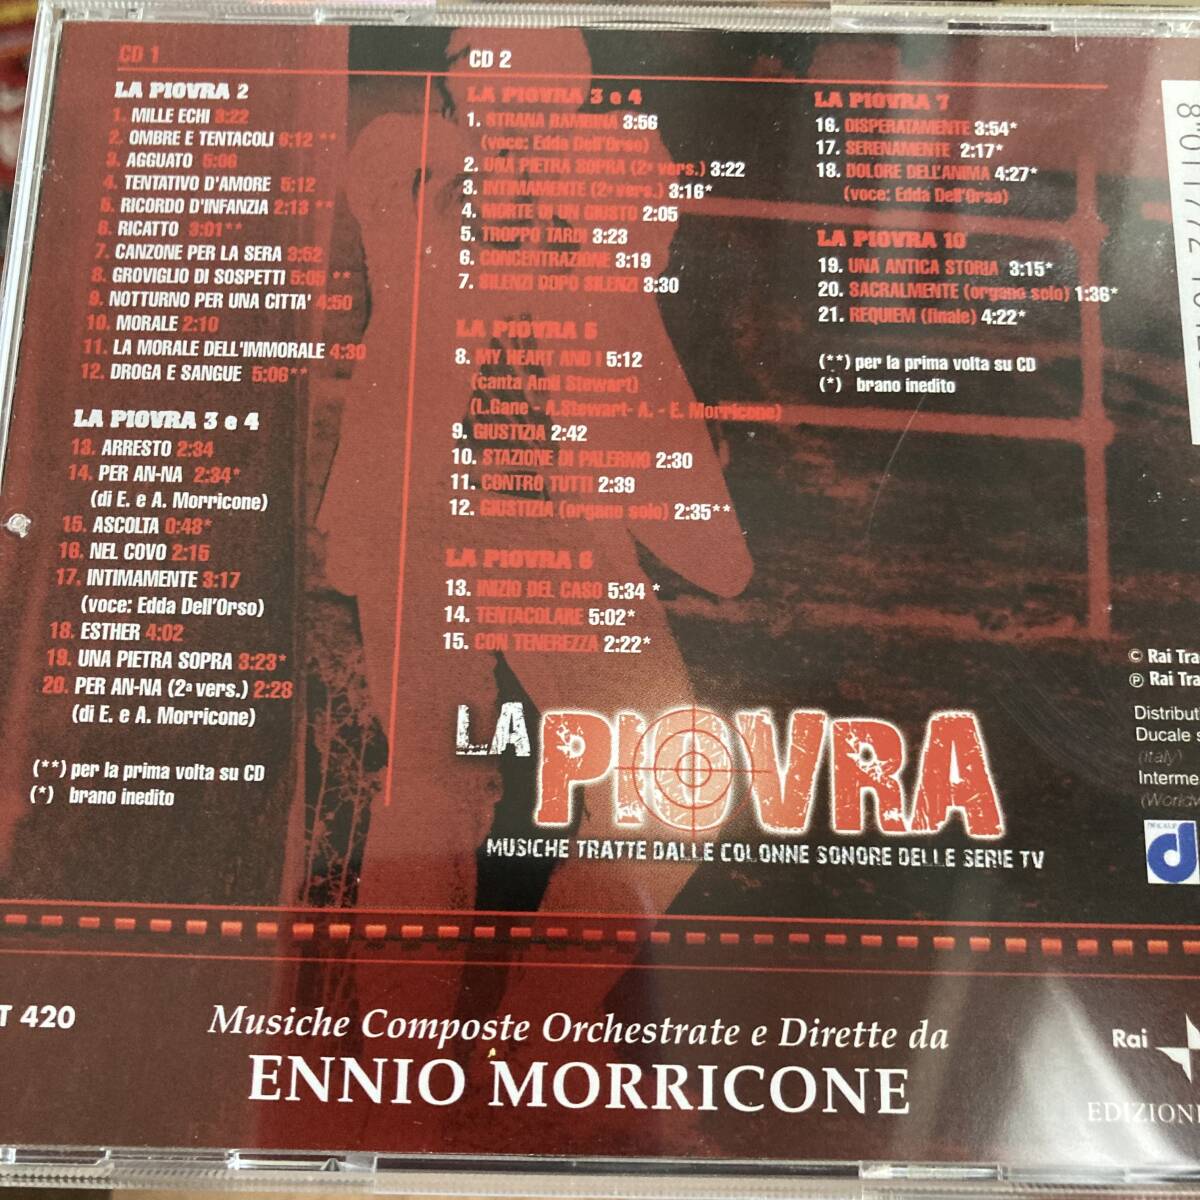 CD 1
LA PIOVRA 2
1. MILLE ECHI 3:22
2. OMBRE E TENTACOLI 6:12 **
3. AGGUATO 5:06
4. TENTATIVO D'AMORE 5:12
5. RICORDO D'INFANZIA 2:13 **
6. RICATTO 3:01**
7. CANZONE PER LA SERA 3:52
8. GROVIGLIO DI SOSPETTI 5:05 **
9. NOTTURNO PER UNA CITTA' 4:50
10. MORALE 2:10
11. LA MORALE DELL'IMMORALE 4:30
12. DROGA E SANGUE 5:06**
LA PIOVRA 3 e 4
13. ARRESTO 2:34
14. PER AN-NA 2:34*
(di E. e A. Morricone)
15. ASCOLTA 0:48*
16. NEL COVO 2:15
17. INTIMAMENTE 3:17
(voce: Edda Dell'Orso)
18. ESTHER 4:02
19. UNA PIETRA SOPRA 3:23*
20. PER AN-NA (2ª vers.) 2:28
(di E. e A. Morricone)
(**) per la prima volta su CD
(*) brano inedito
CD 2
LA PIOVRA 3 e 4
1. STRANA BAMBINA 3:56
(voce: Edda Dell'Orso)
2. UNA PIETRA SOPRA (2ª vers.) 3:22
3. INTIMAMENTE (2ª vers.) 3:16*
4. MORTE DI UN GIUSTO 2:05
5. TROPPO TARDI 3:23
6. CONCENTRAZIONE 3:19
7. SILENZI DOPO SILENZI 3:30
LA PIOVRA 5
8. MY HEART AND I 5:12
(canta Amii Stewart)
(L.Gane - A.Stewart- A. - E. Morricone)
9. GIUSTIZIA 2:42
10. STAZIONE DI PALERMO 2:30
11. CONTRO TUTTI 2:39
12. GIUSTIZIA (organo solo) 2:35**
LA PIOVRA 6
13. INIZIO DEL CASO 5:34 *
14. TENTACOLARE 5:02*
15. CON TENEREZZA 2:22*
LA PIOVRA 7
16. DISPERATAMENTE 3:54*
17. SERENAMENTE 2:17*
18. DOLORE DELL'ANIMA 4:27*
(voce: Edda Dell'Orso)
LA PIOVRA 10
19. UNA ANTICA STORIA 3:15*
20. SACRALMENTE (organo solo) 1:36*
21. REQUIEM (finale) 4:22*
(**) per la prima volta su CD
(*) brano inedito
© Rai Tra
℗ Rai Tra
Distributi
Ducale s
(Italy)
Interme
(Worldw
LA PIOVRA
MUSICHE TRATTE DALLE COLONNE SONORE DELLE SERIE TV
T 420
Musiche Composte Orchestrate e Dirette da
ENNIO MORRICONE
Rai
EDIZIONI